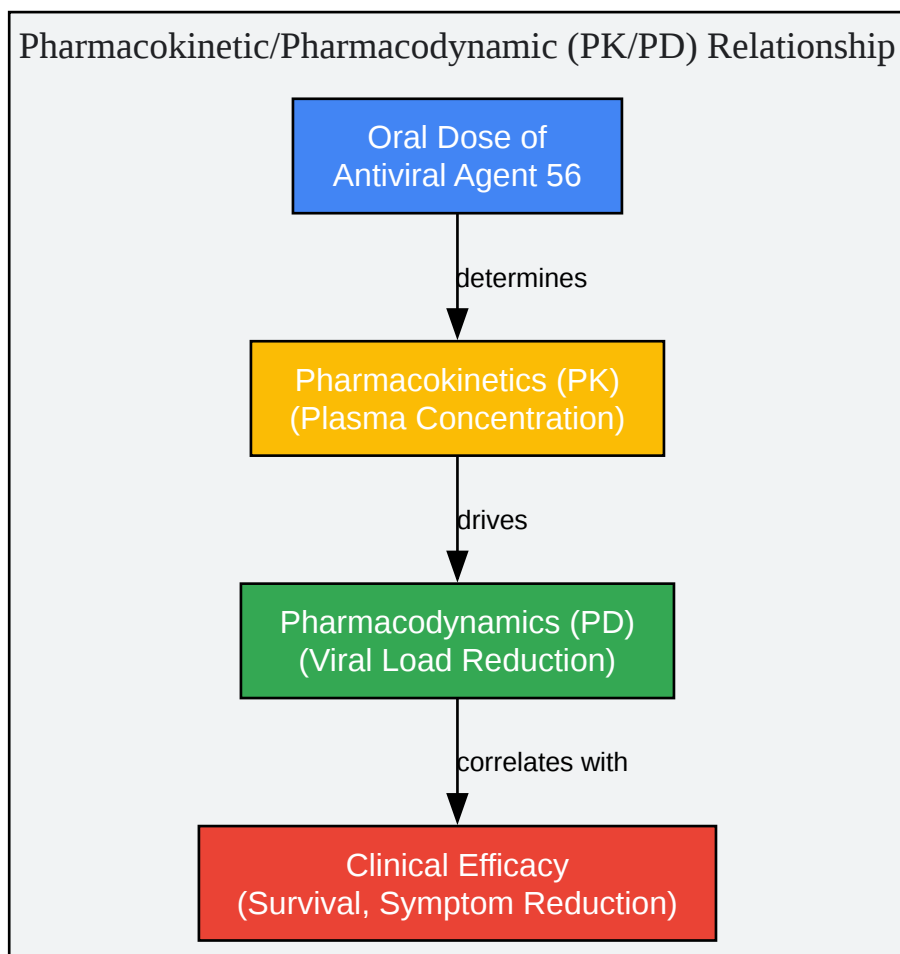 Pharmacokinetic/Pharmacodynamic (PK/PD) Relationship
Oral Dose of
Antiviral Agent 56
determines
Pharmacokinetics (PK)
(Plasma Concentration)
drives
Pharmacodynamics (PD)
(Viral Load Reduction)
correlates with
Clinical Efficacy
(Survival, Symptom Reduction)